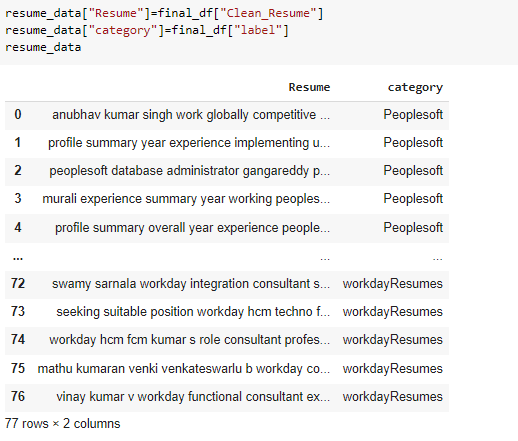 resume_data["Resume"]=final_df["Clean_Resume"]
resume_data["category"]=final_df["label"]
resume_data
Resume category
0 anubhav kumar singh work globally competitive ... Peoplesoft
1 profile summary year experience implementing u... Peoplesoft
2 peoplesoft database administrator gangareddy p... Peoplesoft
3 murali experience summary year working peoples... Peoplesoft
4 profile summary overall year experience people... Peoplesoft
... ... ...
72 swamy sarnala workday integration consultant s... workdayResumes
73 seeking suitable position workday hcm techno f... workdayResumes
74 workday hcm fcm kumar s role consultant profes... workdayResumes
75 mathu kumaran venki venkateswarlu b workday co... workdayResumes
76 vinay kumar v workday functional consultant ex... workdayResumes
77 rows × 2 columns